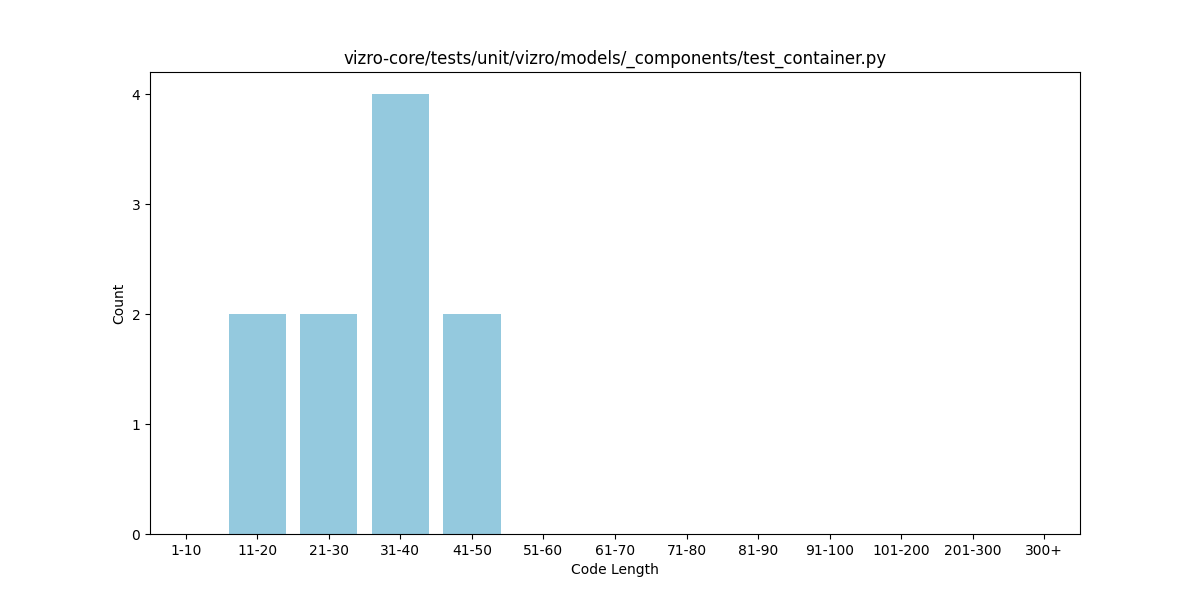 vizro-core/tests/unit/vizro/models/_components/test_container.py
4
3
2
1
0
Count
1-10 11-20 21-30 31-40 41-50 51-60 61-70 71-80 81-90 91-100 101-200 201-300 300+
Code Length